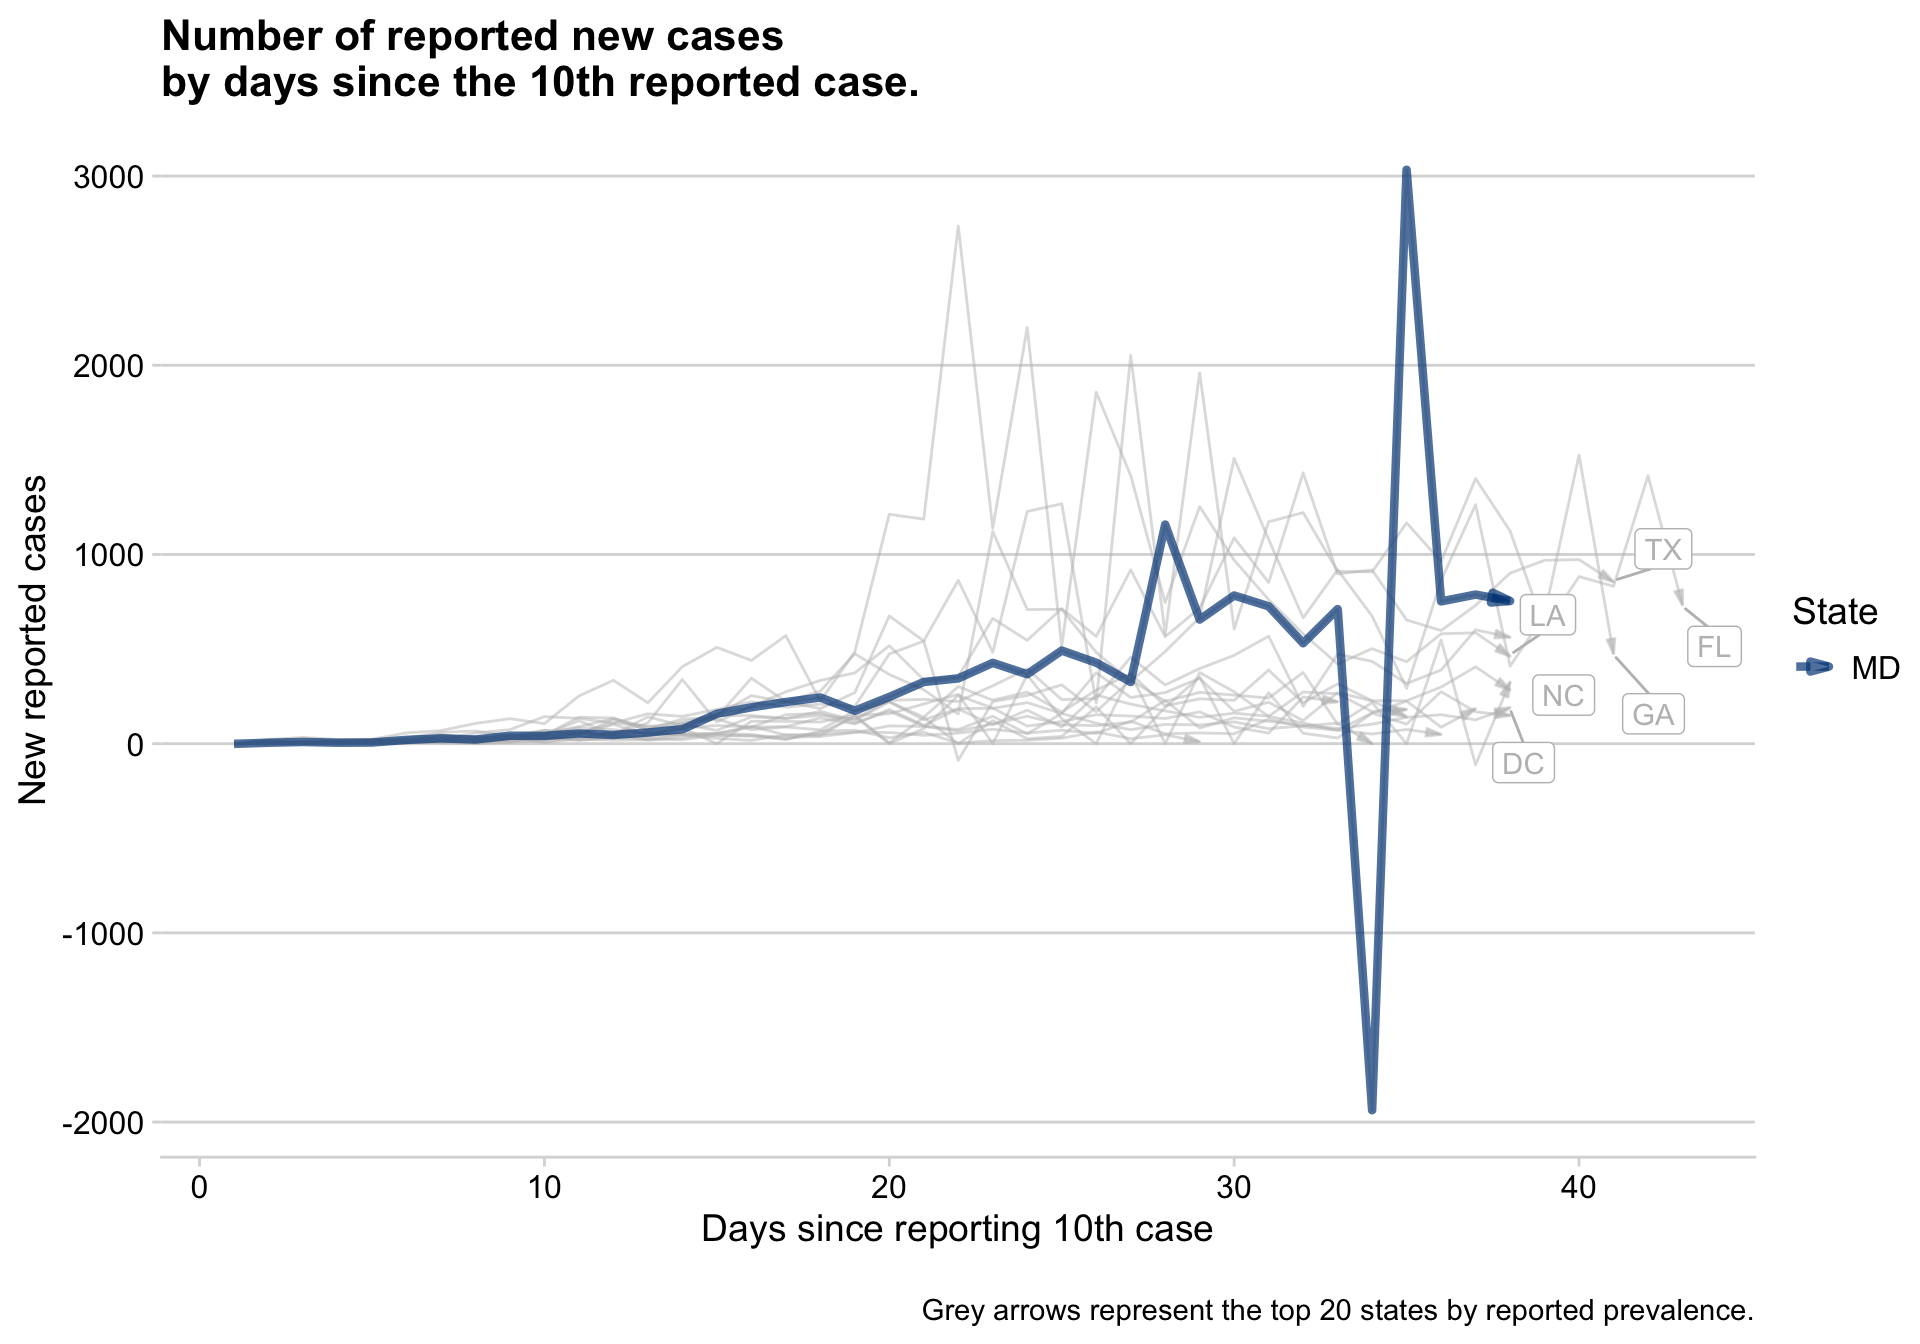 Number of reported new cases
by days since the 10th reported case.
New reported cases
3000
2000
1000
0
-1000
-2000
TX
LA
FL
NC
GA
DC
State
MD
0 10 20 30 40
Days since reporting 10th case
Grey arrows represent the top 20 states by reported prevalence.